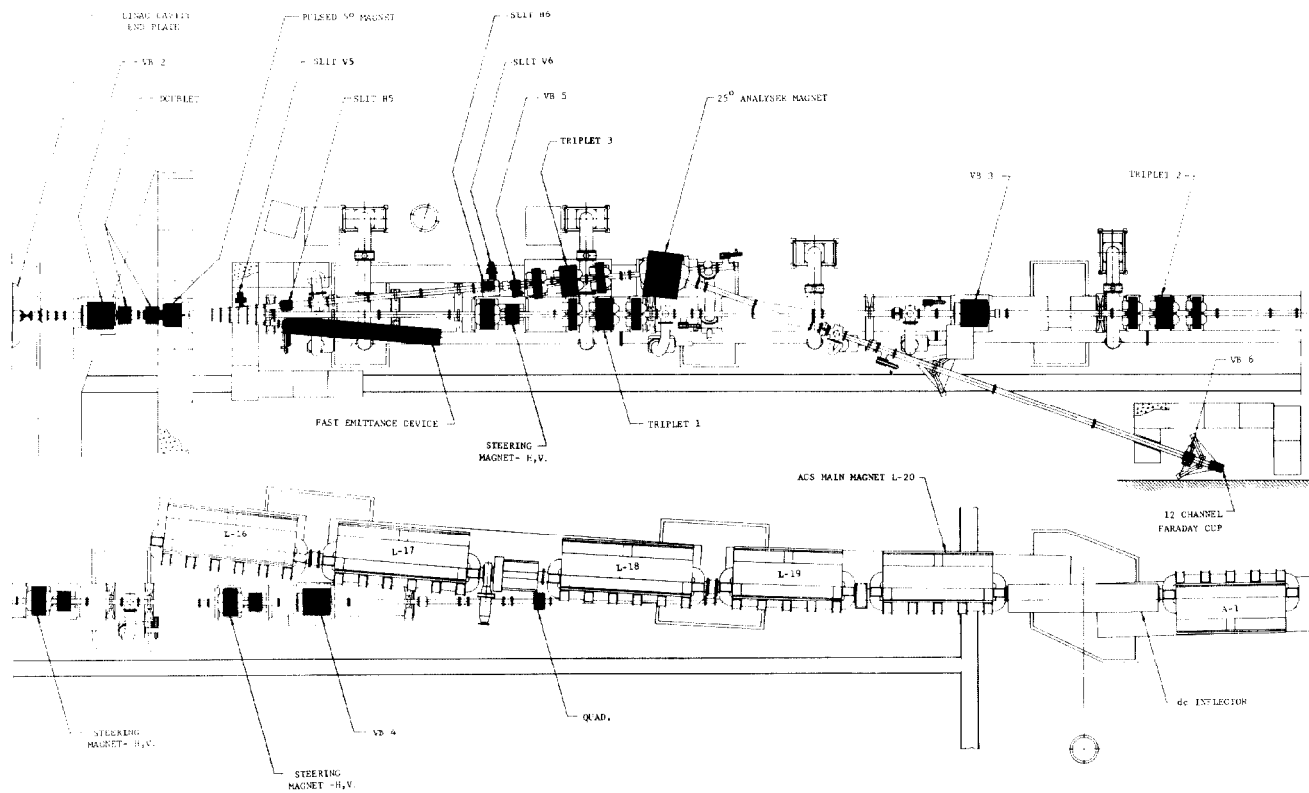 LINAC CAVITY
END PLATE
PULSED 5° MAGNET
SLIT H6
VB 2
SLIT V5
SLIT V6
DOUBLET
SLIT H5
VB 5
25° ANALYSER MAGNET
TRIPLET 3
VB 3
TRIPLET 2
VB 6
FAST EMITTANCE DEVICE
TRIPLET 1
STEERING
MAGNET- H,V.
AGS MAIN MAGNET L-20
12 CHANNEL
FARADAY CUP
L-16
L-17
L-18
L-19
A-1
QUAD.
dc INFLECTOR
STEERING
MAGNET- H,V.
VB 4
STEERING
MAGNET -H,V.